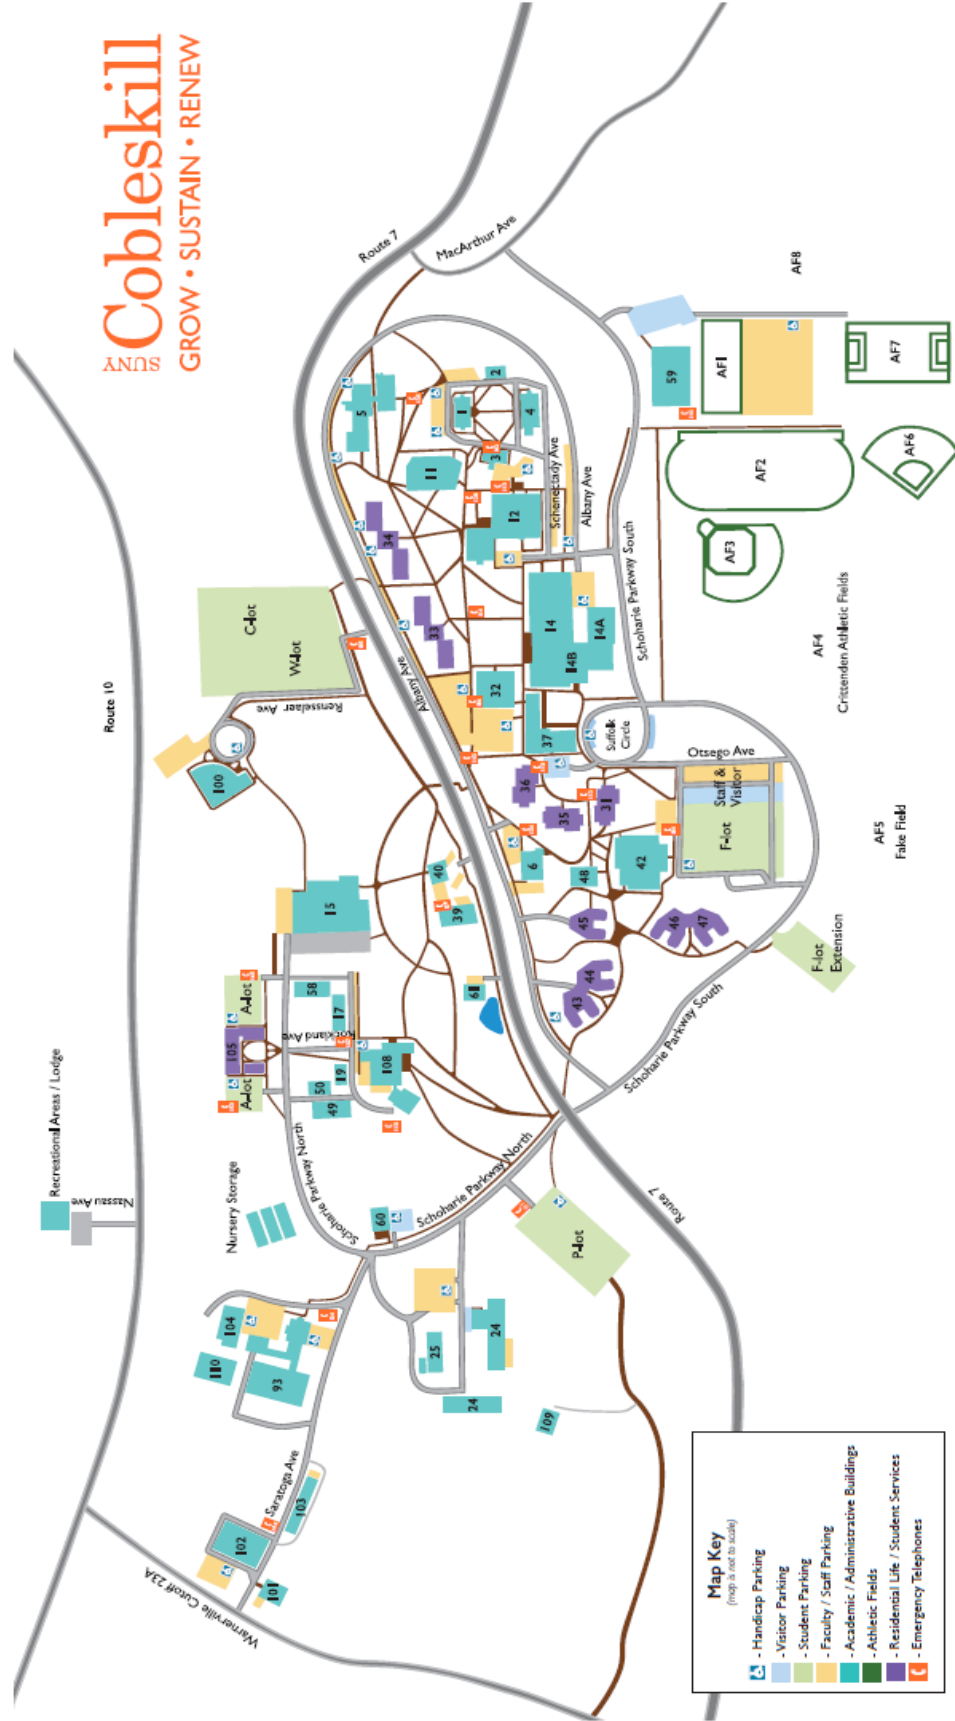 SUNY Cobleskill
GROW • SUSTAIN • RENEW
Route 10
Recreational Areas / Lodge
Nassau Ave
Warnerville Cutoff 23A
Route 7
MacArthur Ave
Albany Ave
Schenectady Ave
Albany Ave
Schoharie Parkway South
Rensselaer Ave
C-lot
W-lot
100
5
2
1
4
3
11
12
34
33
14
14A
14B
32
37
Suffolk
Circle
Otsego Ave
36
35
31
Staff &
Visitor
F-lot
6
48
42
45
46
47
44
43
F-lot
Extension
Schoharie Parkway South
59
AF1
AF2
AF3
AF4
Crittenden Athletic Fields
AF5
Fake Field
AF6
AF7
AF8
15
40
39
61
A-lot
105
A-lot
58
17
Rockland Ave
108
19
50
49
Schoharie Parkway North
Nursery Storage
60
Schoharie Parkway North
P-lot
Route 7
104
110
93
25
24
24
109
Saratoga Ave
103
102
101
Map Key
(map is not to scale)
- Handicap Parking
- Visitor Parking
- Student Parking
- Faculty / Staff Parking
- Academic / Administrative Buildings
- Athletic Fields
- Residential Life / Student Services
- Emergency Telephones